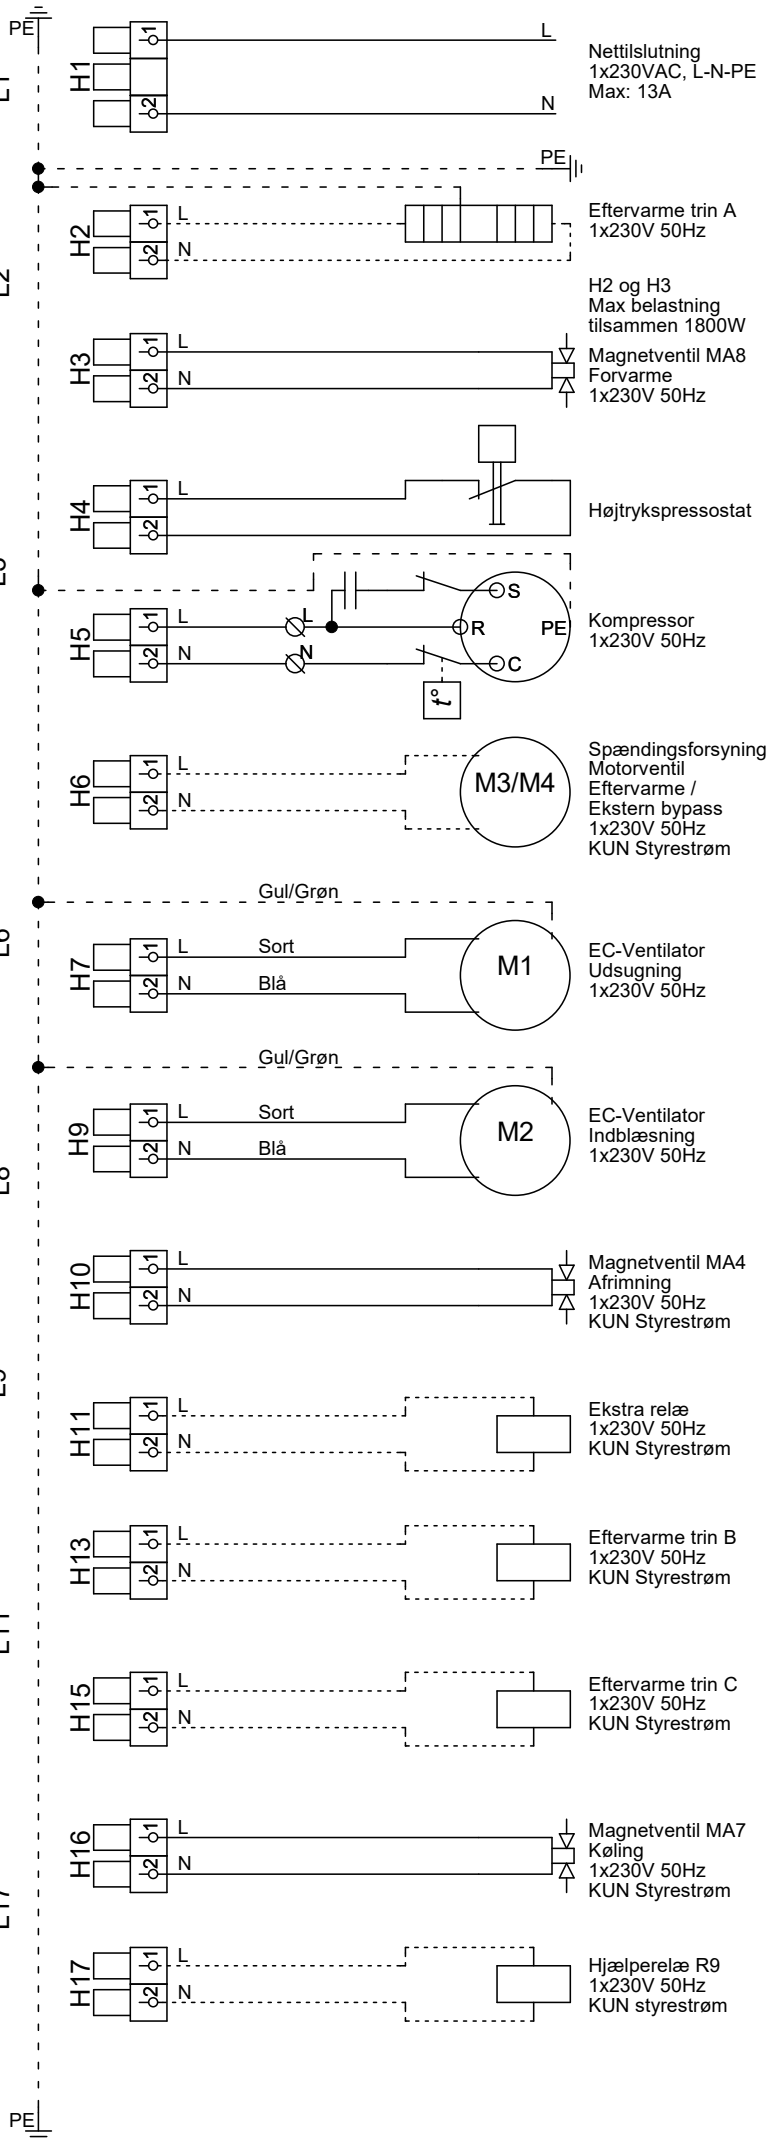 PE
H1
1
2
L
N
Nettilslutning
1x230VAC, L-N-PE
Max: 13A
PE
H2
1
2
L
N
Eftervarme trin A
1x230V 50Hz
H2 og H3
Max belastning
tilsammen 1800W
H3
1
2
L
N
Magnetventil MA8
Forvarme
1x230V 50Hz
H4
1
2
L
Højtrykspressostat
H5
1
2
L
N
L
N
S
R
PE
C
t°
Kompressor
1x230V 50Hz
H6
1
2
L
N
M3/M4
Spændingsforsyning
Motorventil
Eftervarme /
Ekstern bypass
1x230V 50Hz
KUN Styrestrøm
Gul/Grøn
H7
1
2
L
N
Sort
Blå
M1
EC-Ventilator
Udsugning
1x230V 50Hz
Gul/Grøn
H9
1
2
L
N
Sort
Blå
M2
EC-Ventilator
Indblæsning
1x230V 50Hz
H10
1
2
L
N
Magnetventil MA4
Afrimning
1x230V 50Hz
KUN Styrestrøm
H11
1
2
L
N
Ekstra relæ
1x230V 50Hz
KUN Styrestrøm
H13
1
2
L
N
Eftervarme trin B
1x230V 50Hz
KUN Styrestrøm
H15
1
2
L
N
Eftervarme trin C
1x230V 50Hz
KUN Styrestrøm
H16
1
2
L
N
Magnetventil MA7
Køling
1x230V 50Hz
KUN Styrestrøm
H17
1
2
L
N
Hjælperelæ R9
1x230V 50Hz
KUN styrestrøm
PE